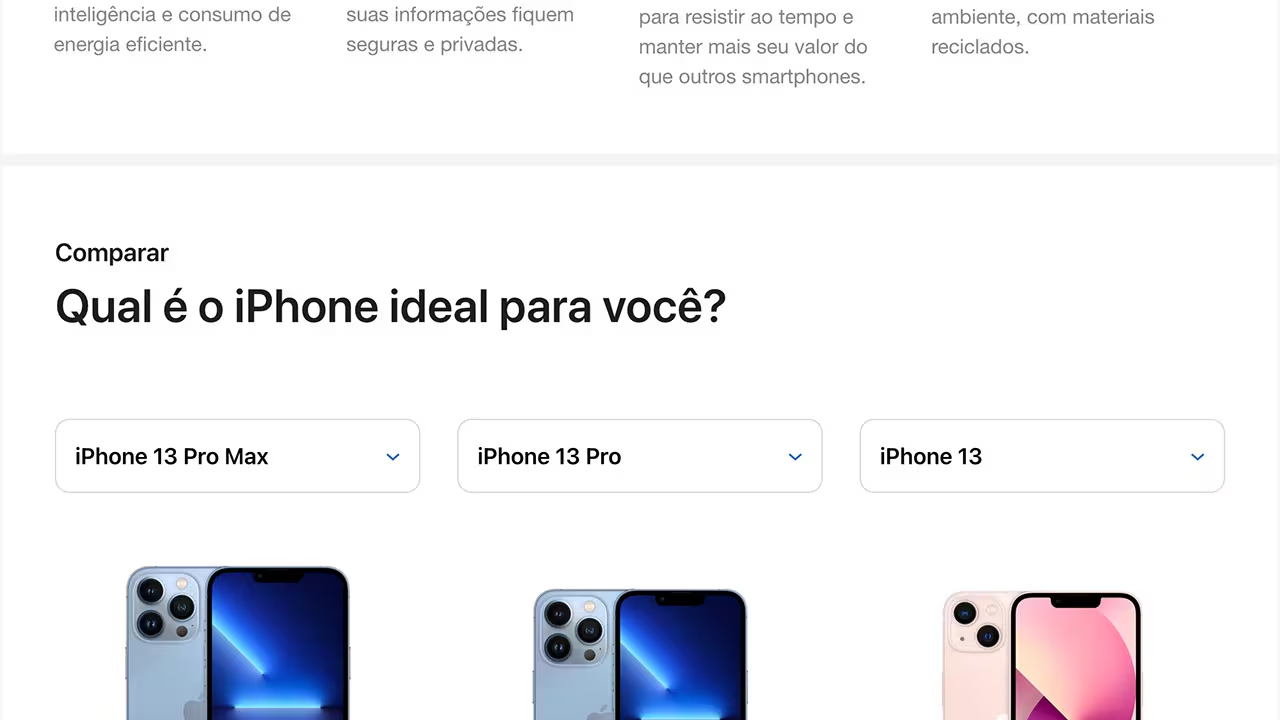 inteligência e consumo de
energia eficiente.
suas informações fiquem
seguras e privadas.
para resistir ao tempo e
manter mais seu valor do
que outros smartphones.
ambiente, com materiais
reciclados.
Comparar
Qual é o iPhone ideal para você?
iPhone 13 Pro Max
iPhone 13 Pro
iPhone 13